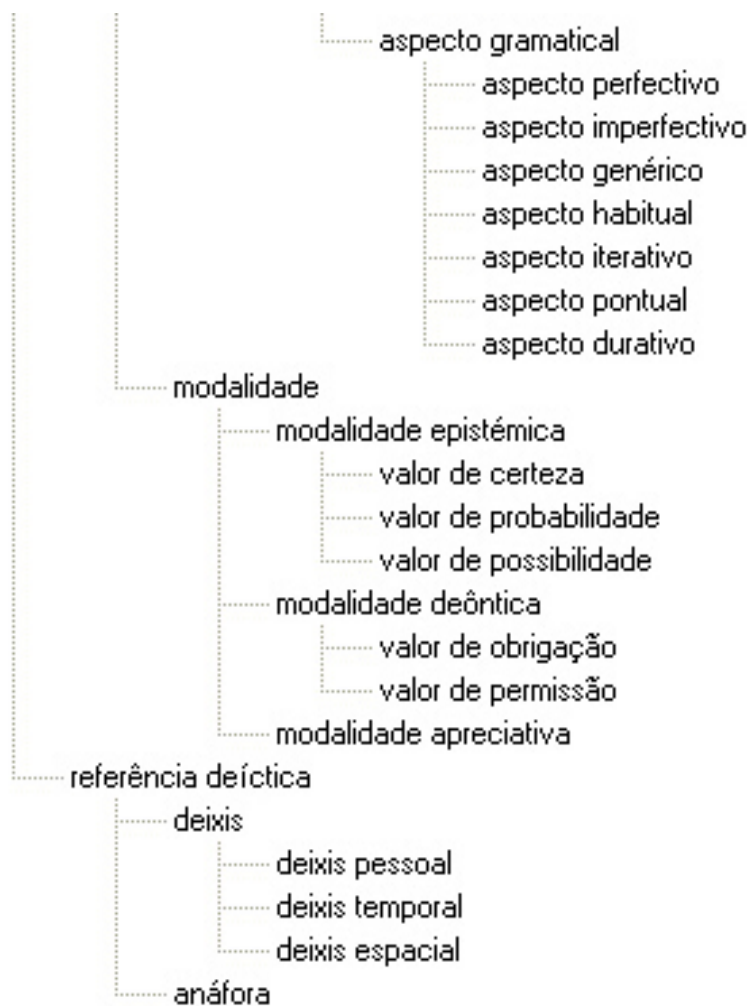 aspecto gramatical
aspecto perfectivo
aspecto imperfectivo
aspecto genérico
aspecto habitual
aspecto iterativo
aspecto pontual
aspecto durativo
modalidade
modalidade epistémica
valor de certeza
valor de probabilidade
valor de possibilidade
modalidade deôntica
valor de obrigação
valor de permissão
modalidade apreciativa
referência deíctica
deixis
deixis pessoal
deixis temporal
deixis espacial
anáfora